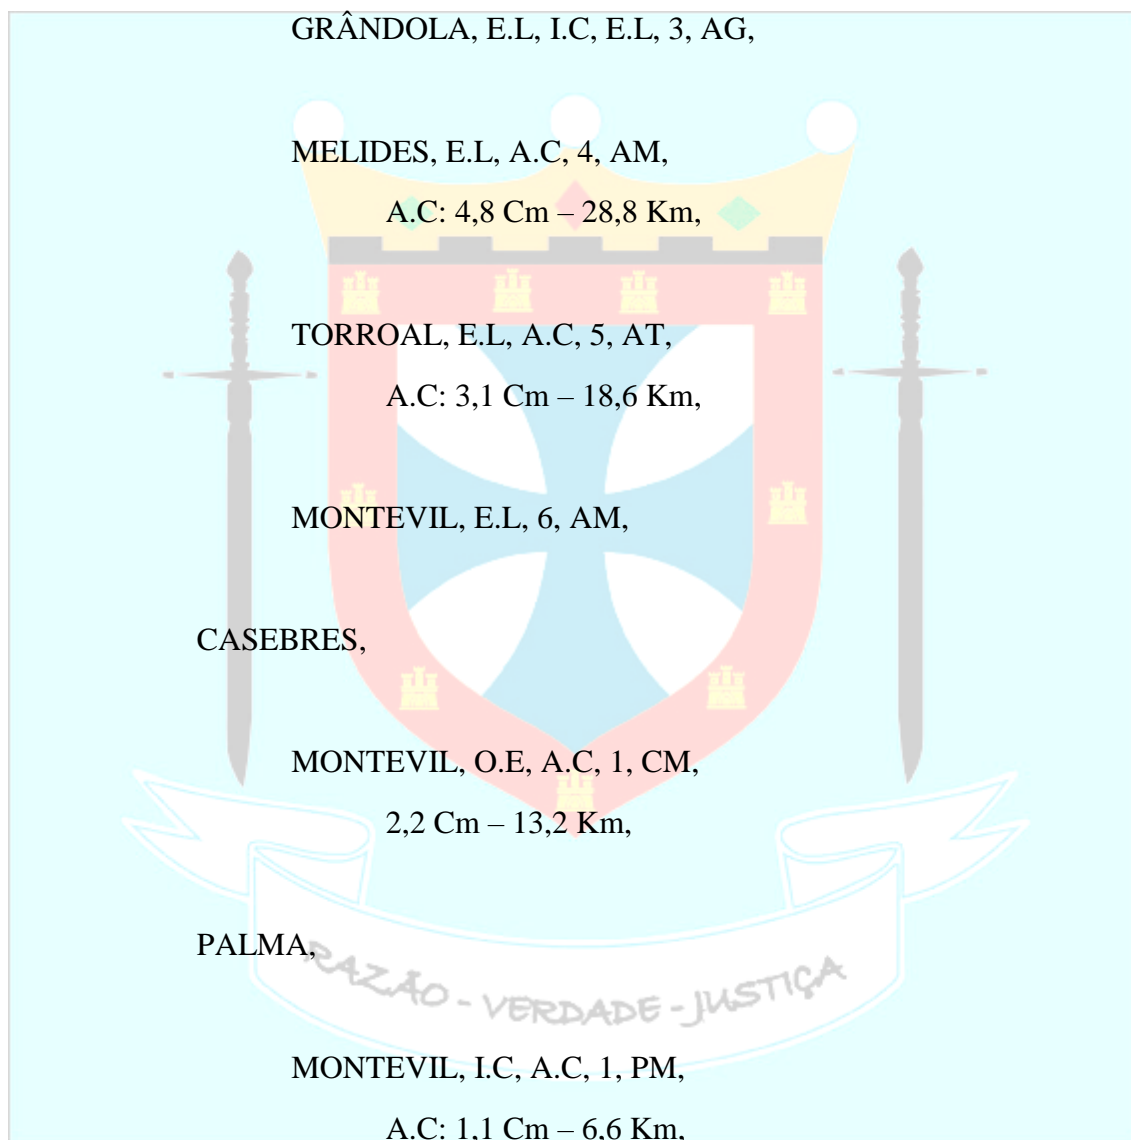 GRÂNDOLA, E.L, I.C, E.L, 3, AG,
MELIDES, E.L, A.C, 4, AM,
A.C: 4,8 Cm – 28,8 Km,
TORROAL, E.L, A.C, 5, AT,
A.C: 3,1 Cm – 18,6 Km,
MONTEVIL, E.L, 6, AM,
CASEBRES,
MONTEVIL, O.E, A.C, 1, CM,
2,2 Cm – 13,2 Km,
PALMA,
RAZÃO - VERDADE - JUSTIÇA
MONTEVIL, I.C, A.C, 1, PM,
A.C: 1,1 Cm – 6,6 Km,